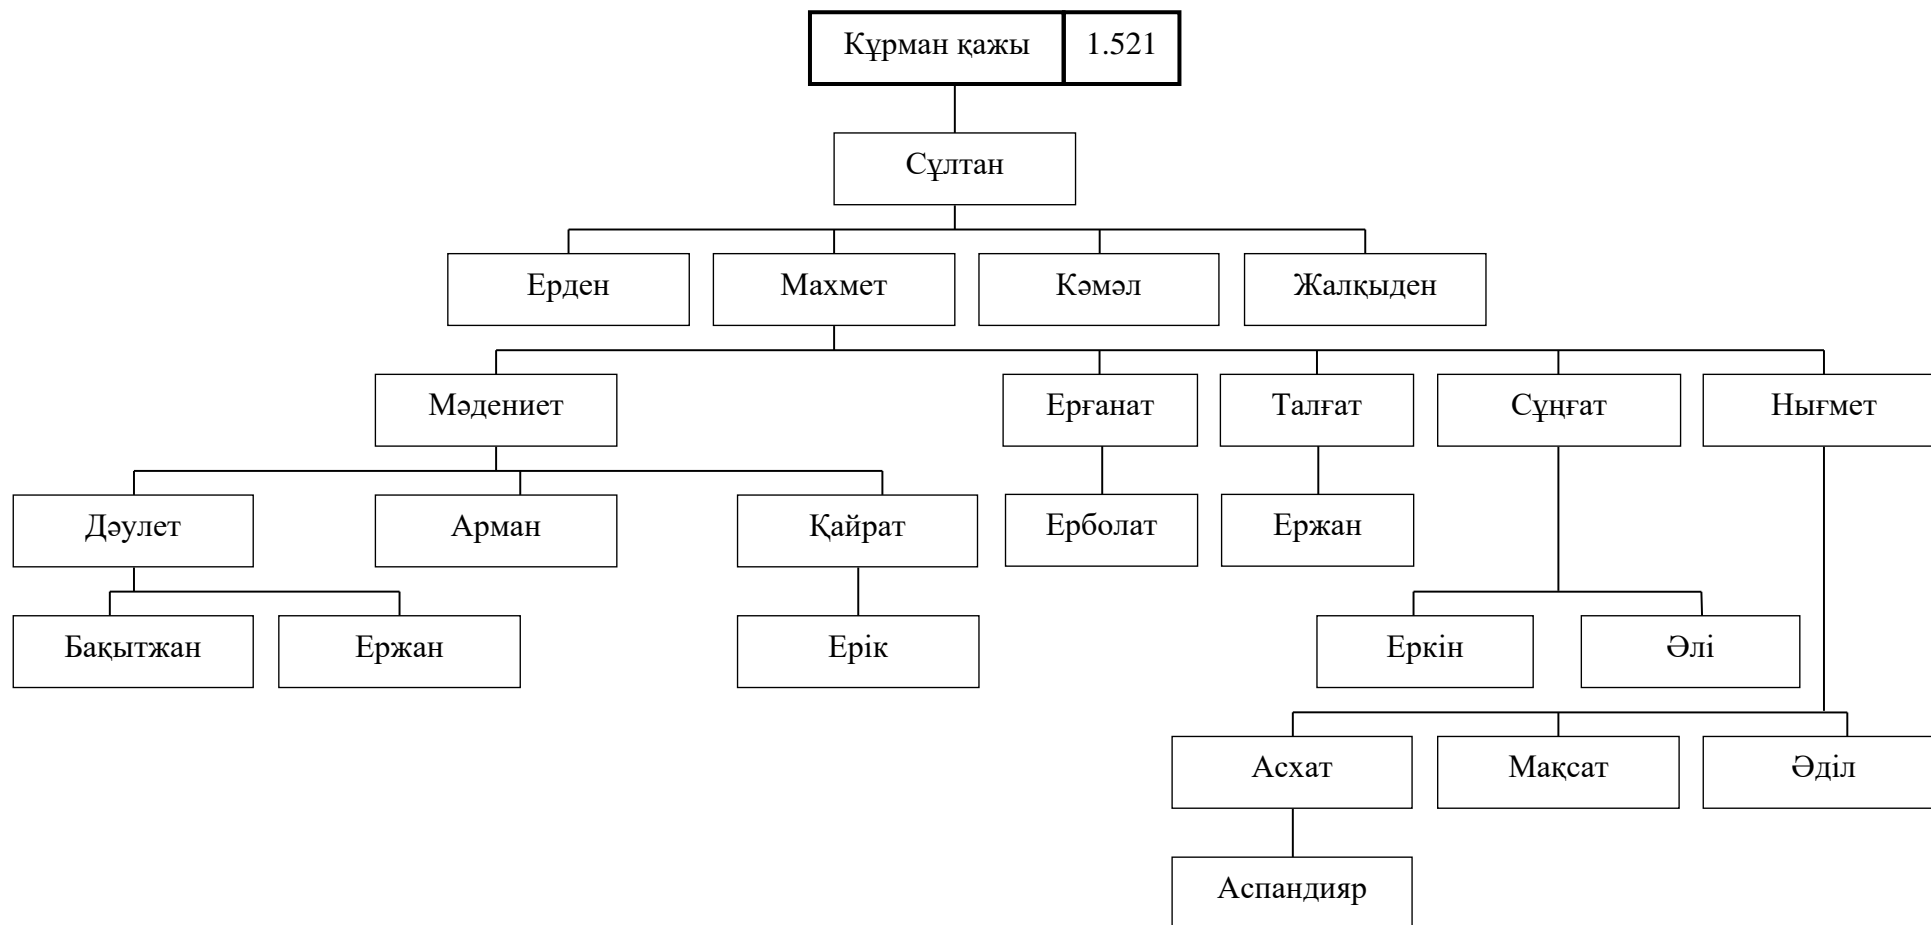 Құрман қажы 1.521
Сұлтан
Ерден Махмет Кәмәл Жалқыден
Мәдениет Ерғанат Талғат Сұңғат Нығмет
Дәулет Арман Қайрат Ерболат Ержан
Бақытжан Ержан Ерік Еркін Әлі
Асхат Мақсат Әділ
Аспандияр